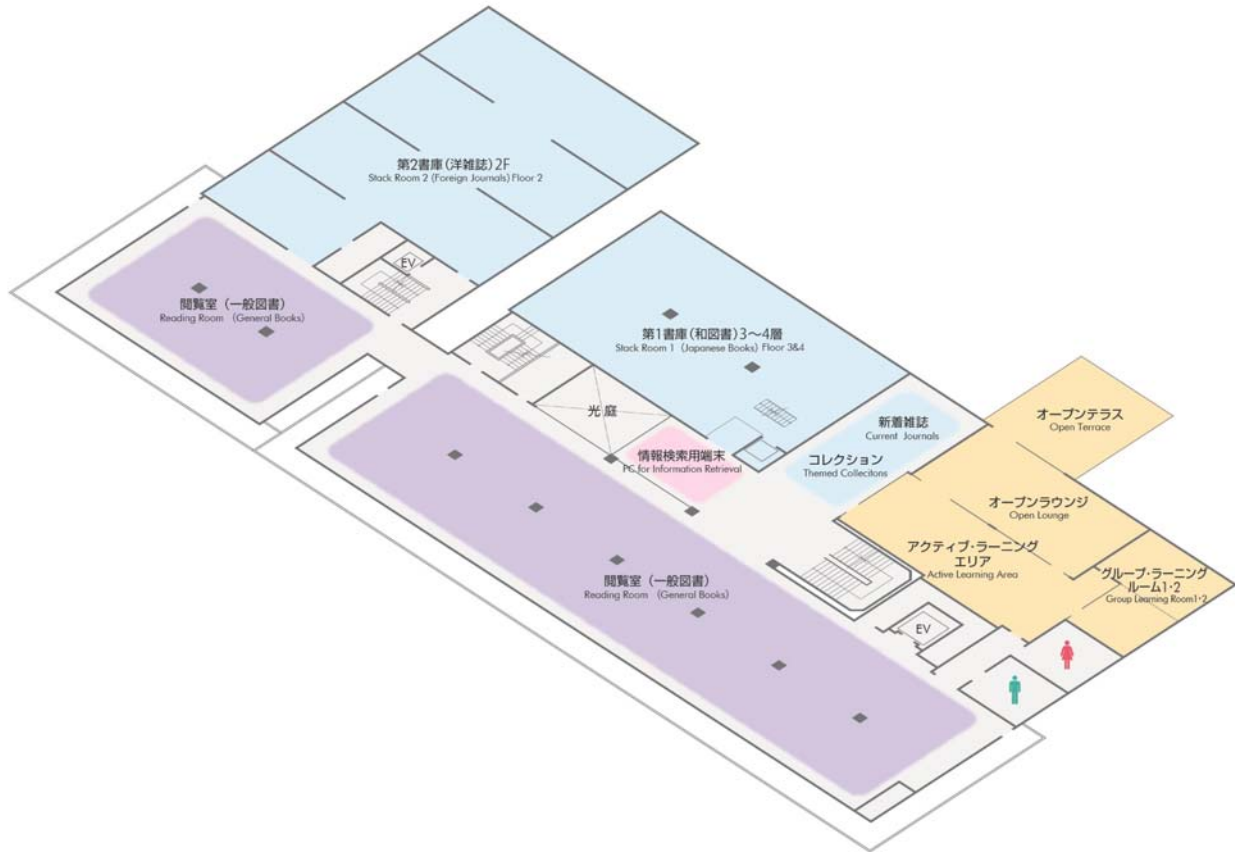 第2書庫(洋雑誌)2F
Stack Room 2 (Foreign Journals) Floor 2
EV
閲覧室(一般図書)
Reading Room (General Books)
第1書庫(和図書)3〜4層
Stack Room 1 (Japanese Books) Floor 3&4
光庭
新着雑誌
Current Journals
コレクション
Themed Collecitons
情報検索用端末
PC for Information Retrieval
オープンテラス
Open Terrace
オープンラウンジ
Open Lounge
アクティブ・ラーニング
エリア
Active Learning Area
グループ・ラーニング
ルーム1・2
Group Learning Room1・2
閲覧室(一般図書)
Reading Room (General Books)
EV